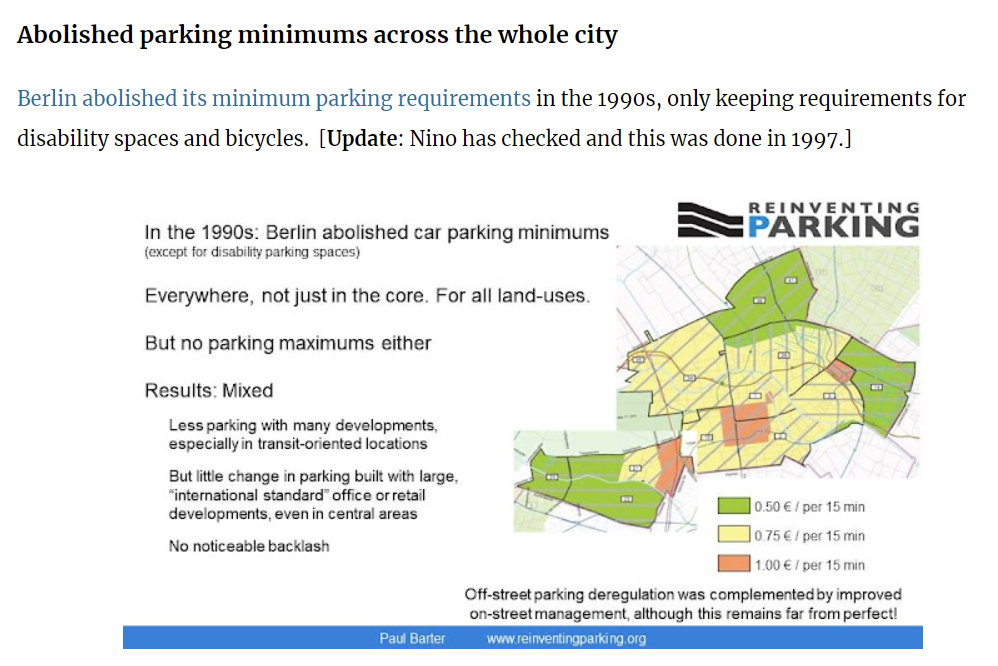 Abolished parking minimums across the whole city
Berlin abolished its minimum parking requirements in the 1990s, only keeping requirements for
disability spaces and bicycles.  [Update: Nino has checked and this was done in 1997.]
REINVENTING
PARKING
In the 1990s: Berlin abolished car parking minimums
(except for disability parking spaces)
Everywhere, not just in the core. For all land-uses.
But no parking maximums either
Results: Mixed
Less parking with many developments,
especially in transit-oriented locations
But little change in parking built with large,
"international standard" office or retail
developments, even in central areas
No noticeable backlash
0.50 € / per 15 min
0.75 € / per 15 min
1.00 € / per 15 min
Off-street parking deregulation was complemented by improved
on-street management, although this remains far from perfect!
Paul Barter www.reinventingparking.org